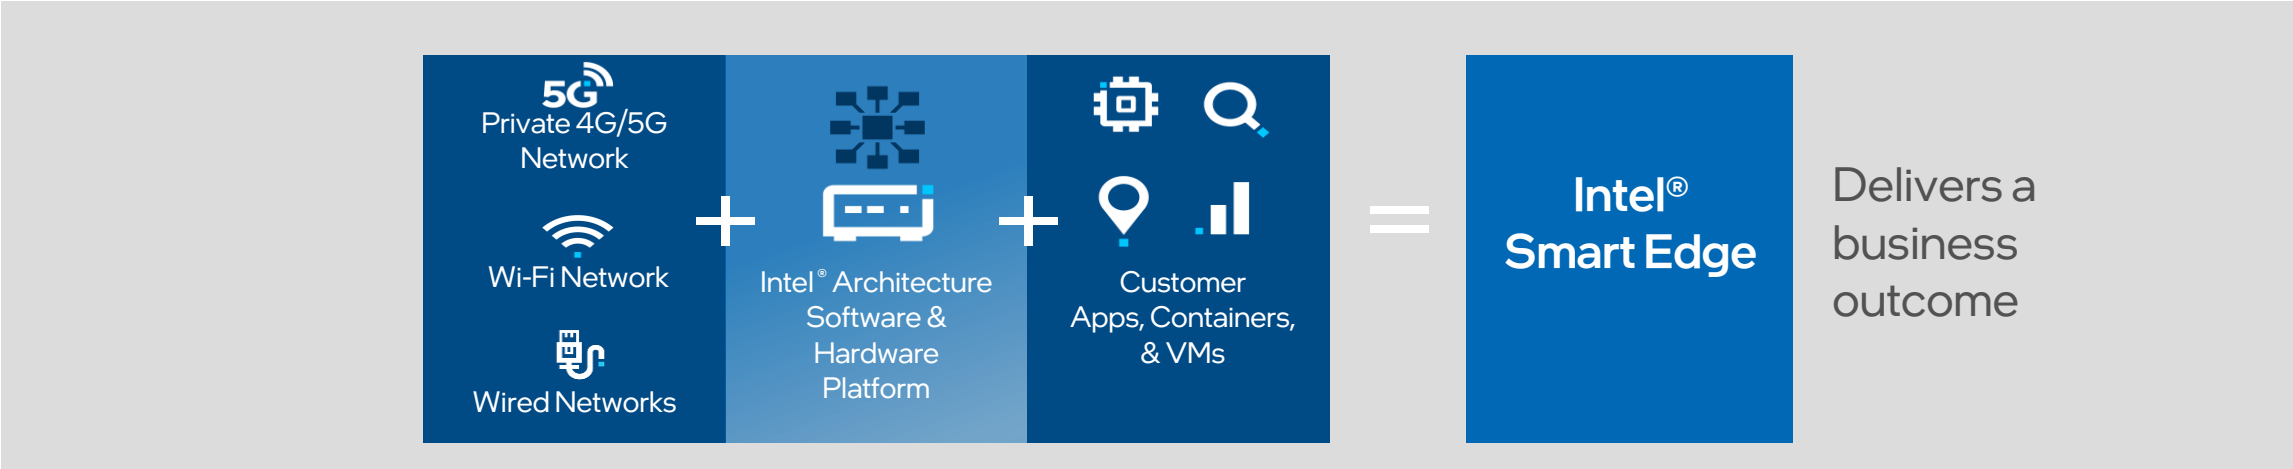 5G
Private 4G/5G
Network
Wi-Fi Network
Wired Networks
+
Intel® Architecture
Software &
Hardware
Platform
+
Customer
Apps, Containers,
& VMs
=
Intel®
Smart Edge
Delivers a
business
outcome